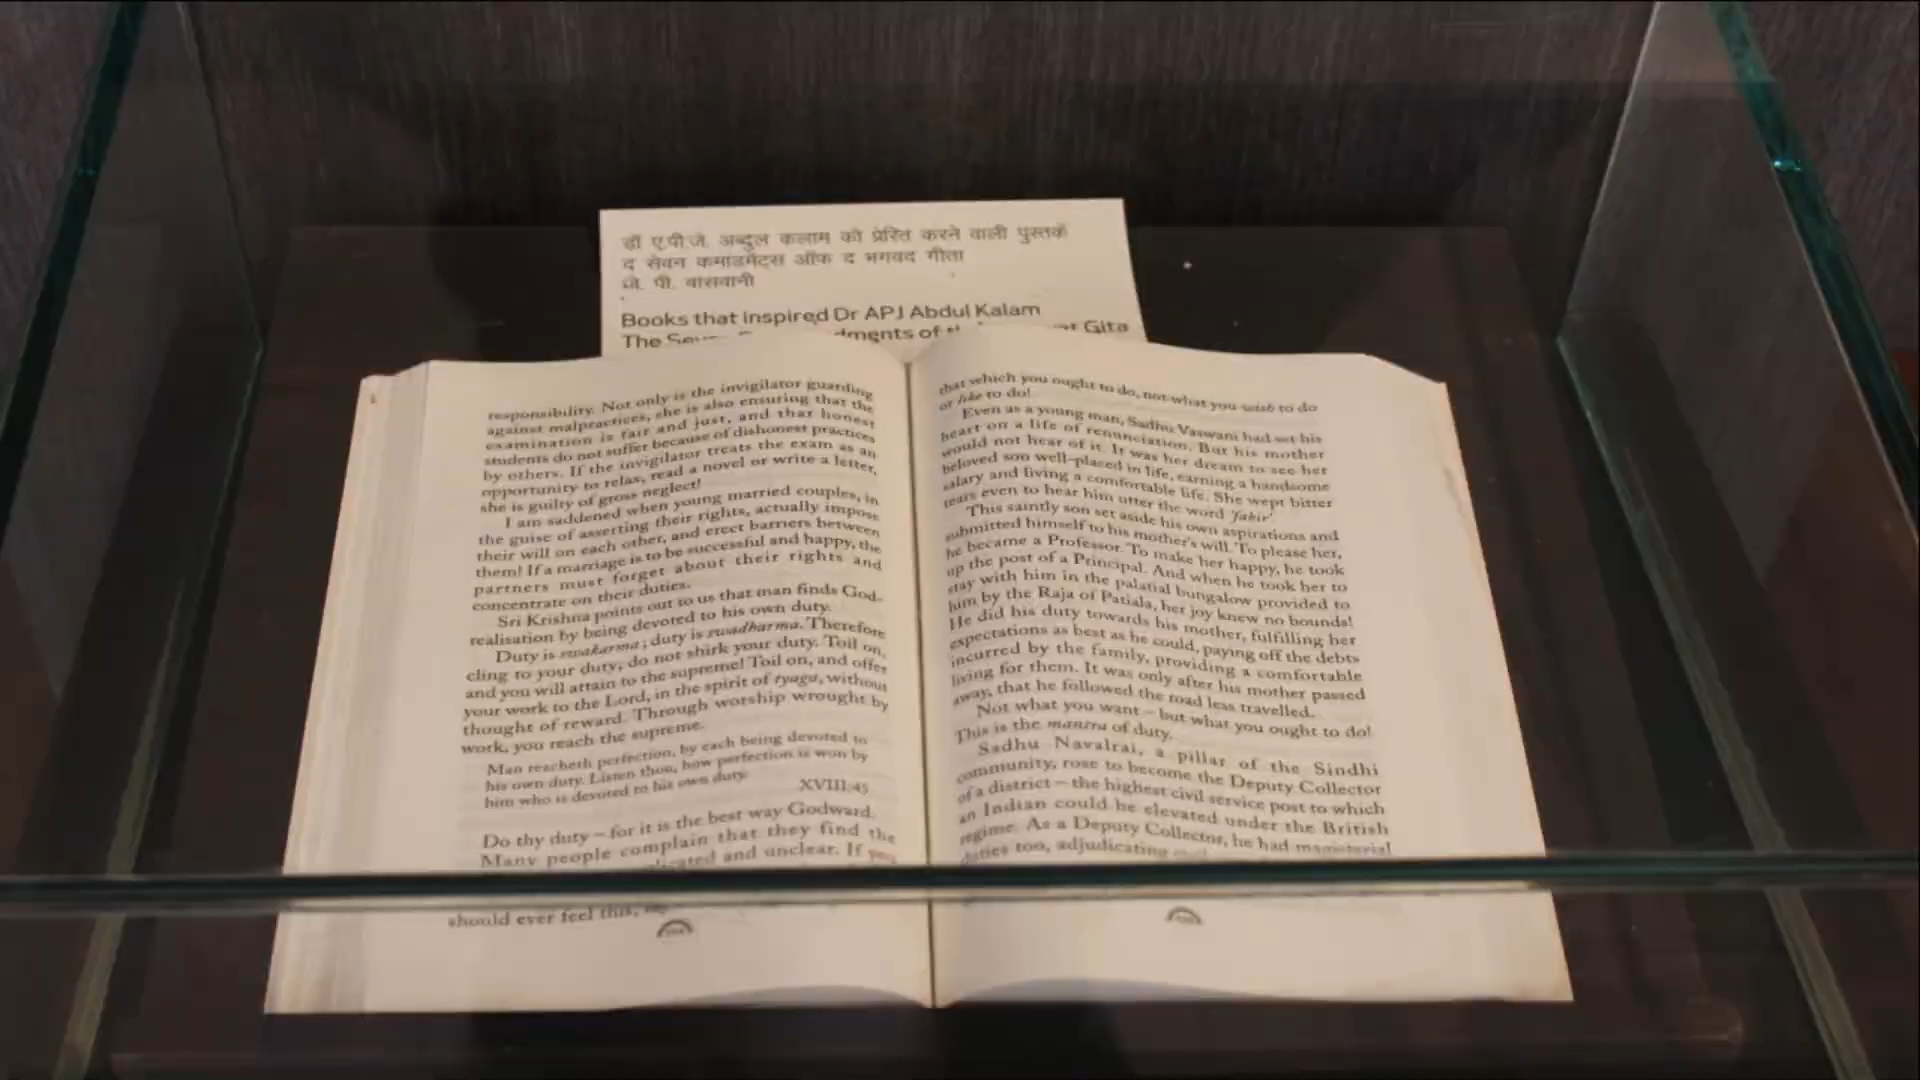 डॉ ए.पी.जे. अब्दुल कलाम को प्रेरित करने वाली पुस्तकें
द सेवन कमांडमेंट्स ऑफ द भगवद गीता
जे. पी. वासवानी
Books that inspired Dr APJ Abdul Kalam
The Gita
responsibility. Not only is the invigilator guarding
against malpractices, she is also ensuring that the
examination is fair and just, and that honest
students do not suffer because of dishonest practices
by others. If the invigilator treats the exam as an
opportunity to relax, read a novel or write a letter,
she is guilty of gross neglect!
I am saddened when young married couples, in
the guise of asserting their rights, actually impose
their will on each other, and erect barriers between
them! If a marriage is to be successful and happy, the
partners must forget about their rights and
concentrate on their duties.
Sri Krishna points out to us that man finds God-
realisation by being devoted to his own duty.
Duty is swakarma; duty is swadharma. Therefore
cling to your duty, do not shirk your duty. Toil on,
and you will attain to the supreme! Toil on, and offer
your work to the Lord, in the spirit of tyaga, without
thought of reward. Through worship wrought by
work, you reach the supreme.
Man reacheth perfection, by each being devoted to
his own duty. Listen thou, how perfection is won by
him who is devoted to his own duty.
XVIII:45
Do thy duty – for it is the best way Godward.
Many people complain that they find the
and unclear. If you
should ever feel this,
that which you ought to do, not what you wish to do
or like to do!
Even as a young man, Sadhu Vaswani had set his
heart on a life of renunciation. But his mother
would not hear of it. It was her dream to see her
beloved son well-placed in life, earning a handsome
salary and living a comfortable life. She wept bitter
tears even to hear him utter the word 'fakir'
This saintly son set aside his own aspirations and
submitted himself to his mother's will. To please her,
he became a Professor. To make her happy, he took
up the post of a Principal. And when he took her to
stay with him in the palatial bungalow provided to
him by the Raja of Patiala, her joy knew no bounds!
He did his duty towards his mother, fulfilling her
expectations as best as he could, paying off the debts
incurred by the family, providing a comfortable
living for them. It was only after his mother passed
away, that he followed the road less travelled.
Not what you want – but what you ought to do!
This is the mantra of duty.
Sadhu Navalrai, a pillar of the Sindhi
community, rose to become the Deputy Collector
of a district – the highest civil service post to which
an Indian could be elevated under the British
regime. As a Deputy Collector, he had magisterial
duties too, adjudicating